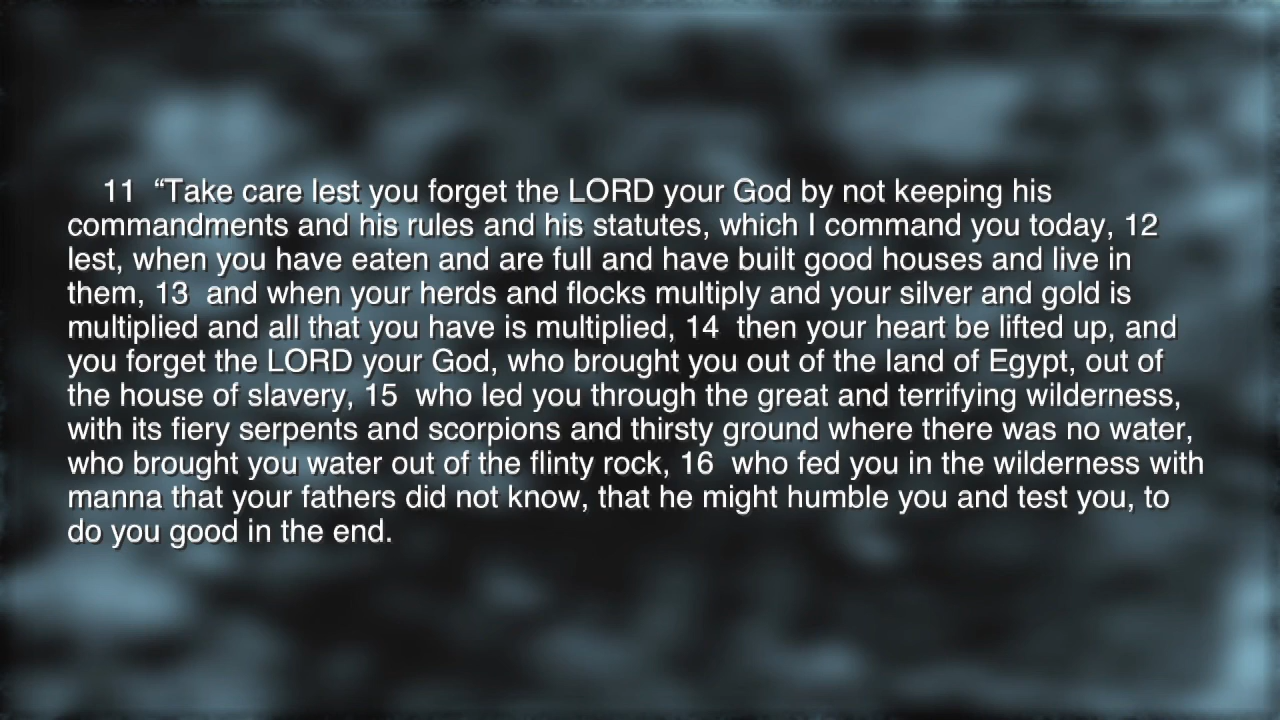 11 “Take care lest you forget the LORD your God by not keeping his
commandments and his rules and his statutes, which I command you today, 12
lest, when you have eaten and are full and have built good houses and live in
them, 13 and when your herds and flocks multiply and your silver and gold is
multiplied and all that you have is multiplied, 14 then your heart be lifted up, and
you forget the LORD your God, who brought you out of the land of Egypt, out of
the house of slavery, 15 who led you through the great and terrifying wilderness,
with its fiery serpents and scorpions and thirsty ground where there was no water,
who brought you water out of the flinty rock, 16 who fed you in the wilderness with
manna that your fathers did not know, that he might humble you and test you, to
do you good in the end.